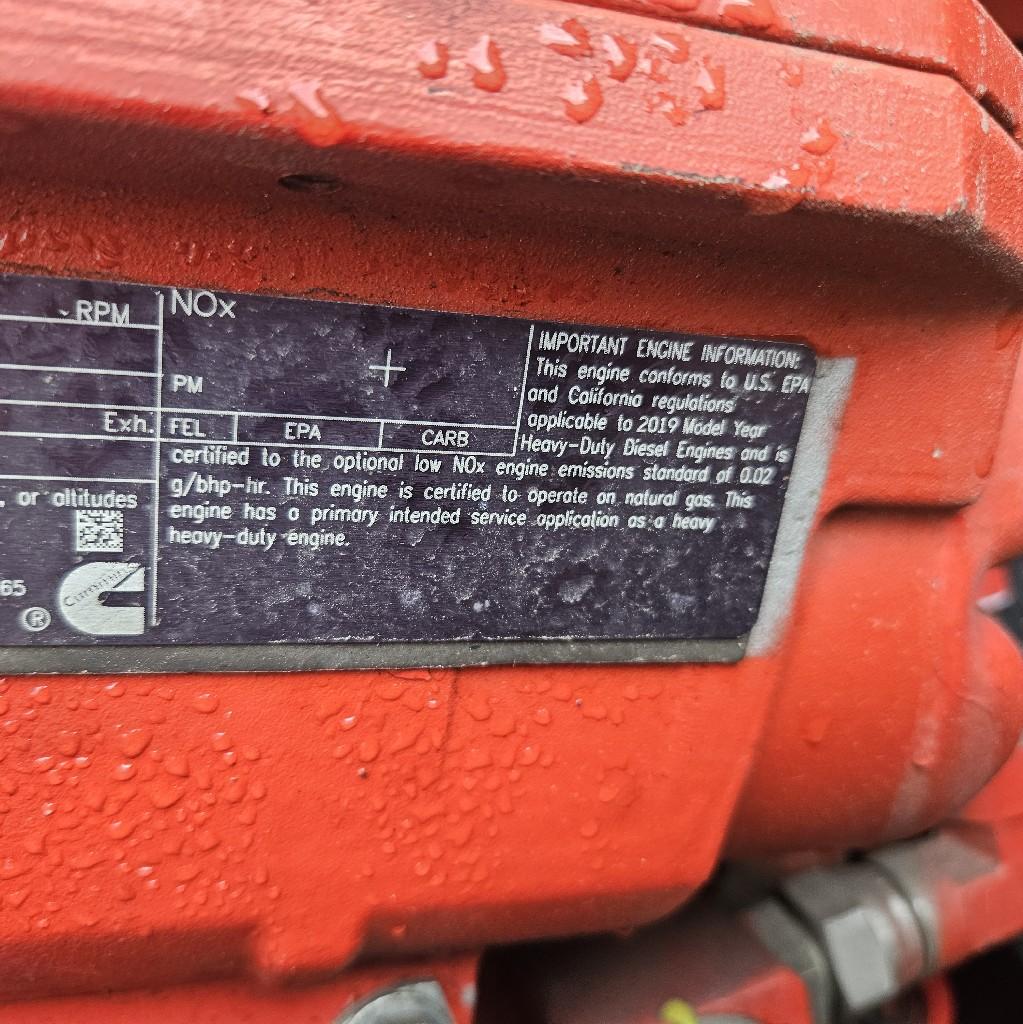 RPM
NOx
PM
Exh.
FEL EPA CARB
IMPORTANT ENGINE INFORMATION:
This engine conforms to U.S. EPA
and California regulations
applicable to 2019 Model Year
Heavy-Duty Diesel Engines and is
certified to the optional low NOx engine emissions standard of 0.02
g/bhp-hr. This engine is certified to operate on natural gas. This
engine has a primary intended service application as a heavy
heavy-duty engine.
. or altitudes
65
®
Cummins